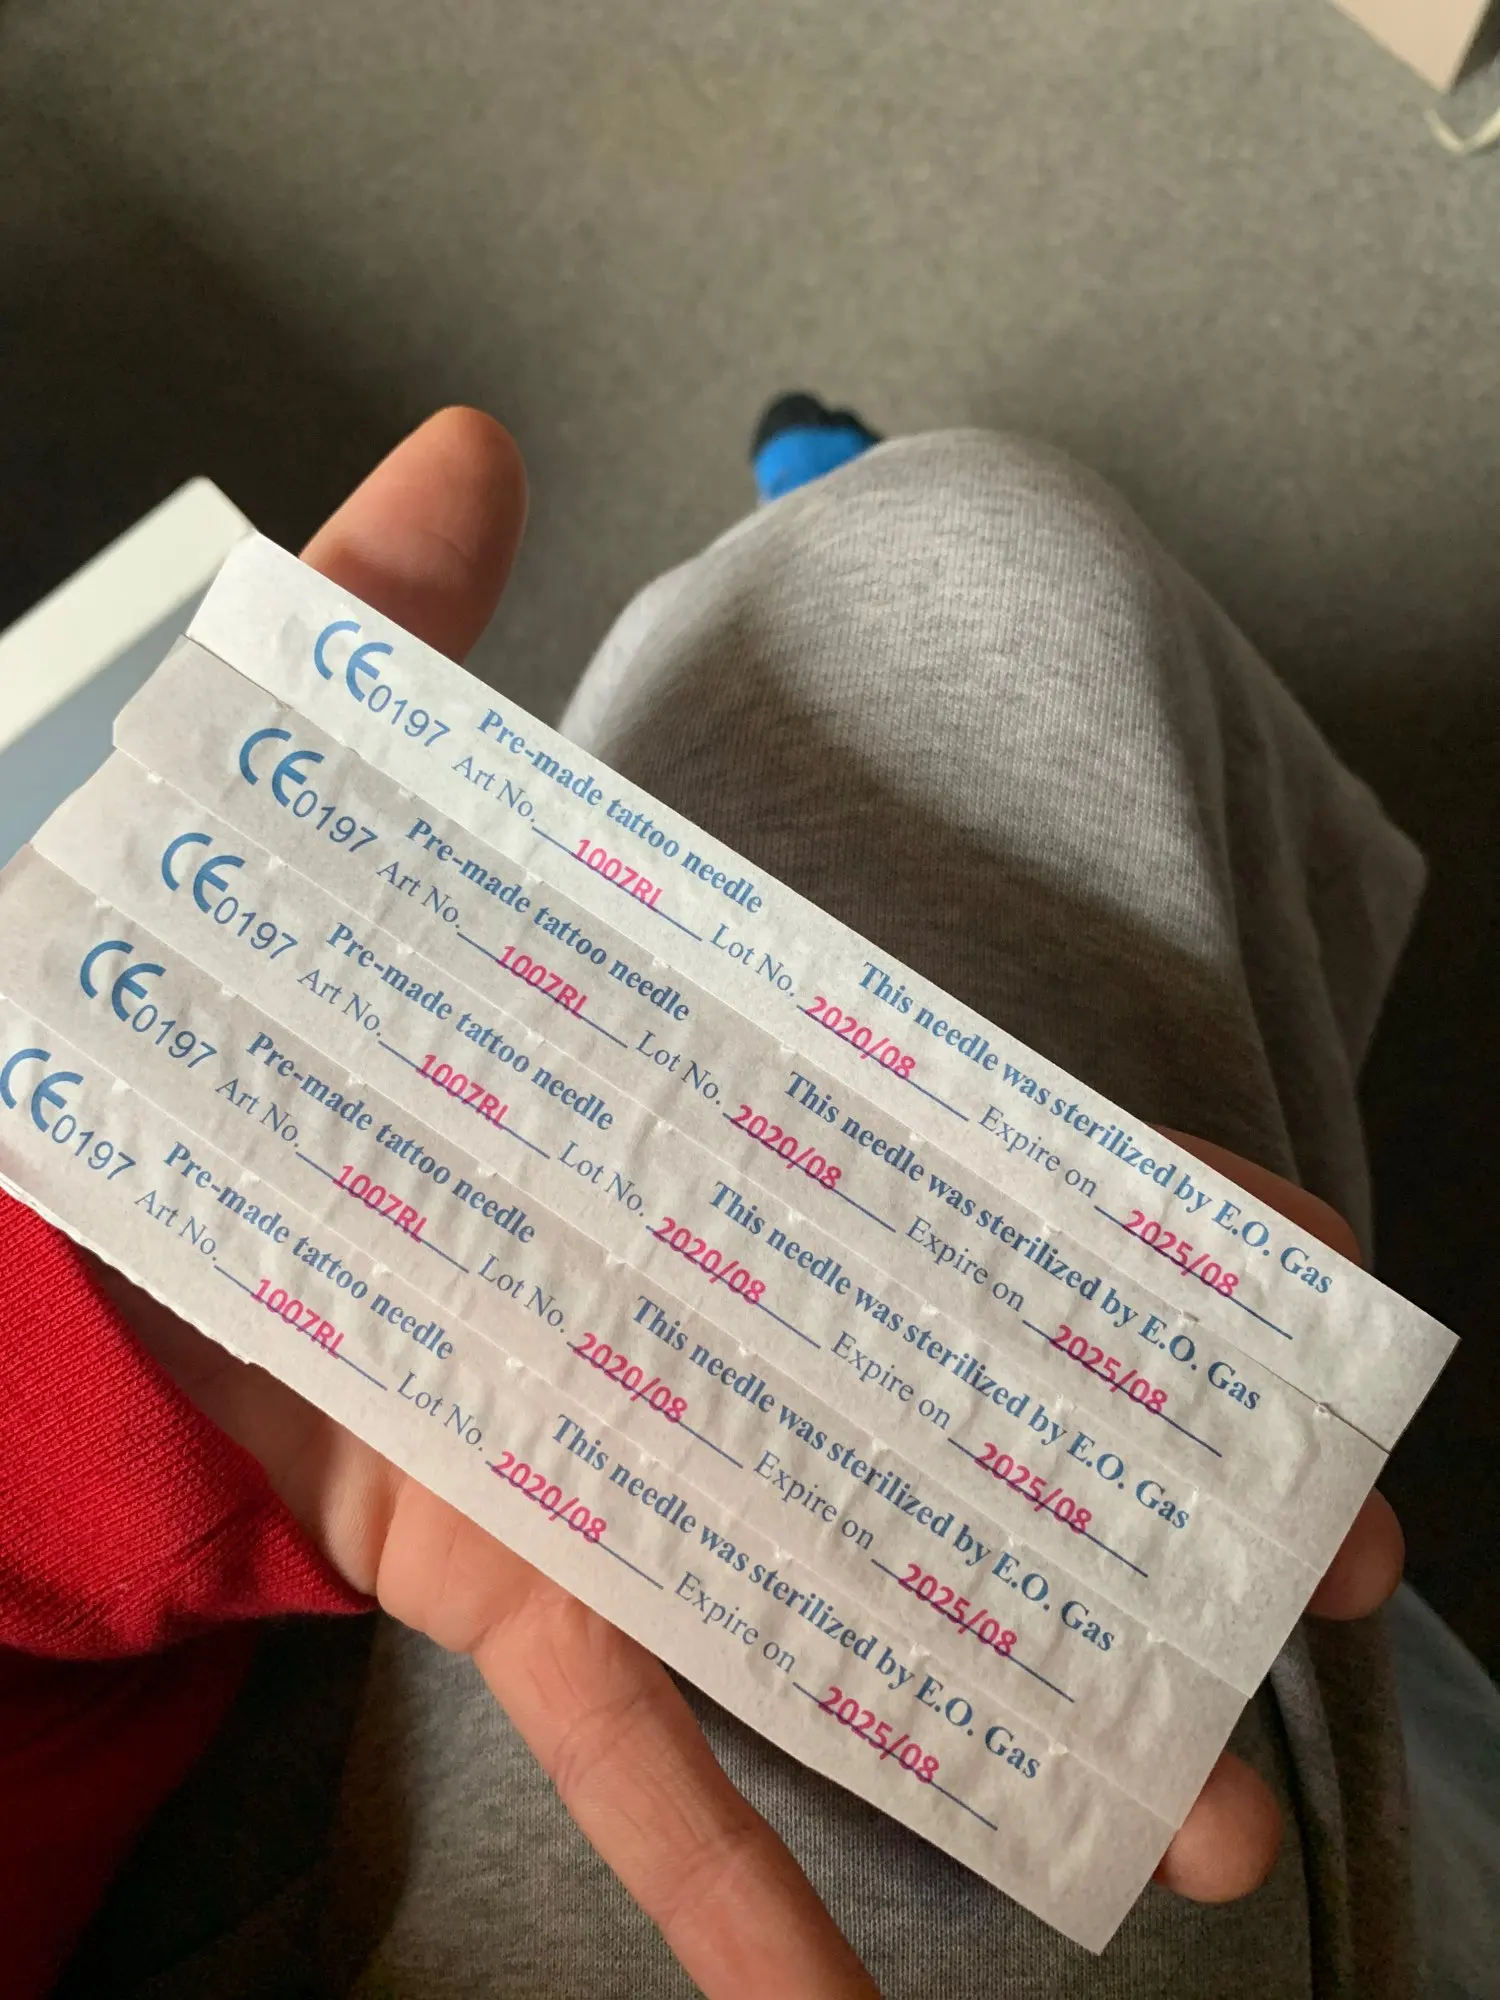 CE0197 Pre-made tattoo needle This needle was sterilized by E.O. Gas
Art No. 1007RL Lot No. 2020/08 Expire on 2025/08
CE0197 Pre-made tattoo needle This needle was sterilized by E.O. Gas
Art No. 1007RL Lot No. 2020/08 Expire on 2025/08
CE0197 Pre-made tattoo needle This needle was sterilized by E.O. Gas
Art No. 1007RL Lot No. 2020/08 Expire on 2025/08
CE0197 Pre-made tattoo needle This needle was sterilized by E.O. Gas
Art No. 1007RL Lot No. 2020/08 Expire on 2025/08
CE0197 Pre-made tattoo needle This needle was sterilized by E.O. Gas
Art No. 1007RL Lot No. 2020/08 Expire on 2025/08